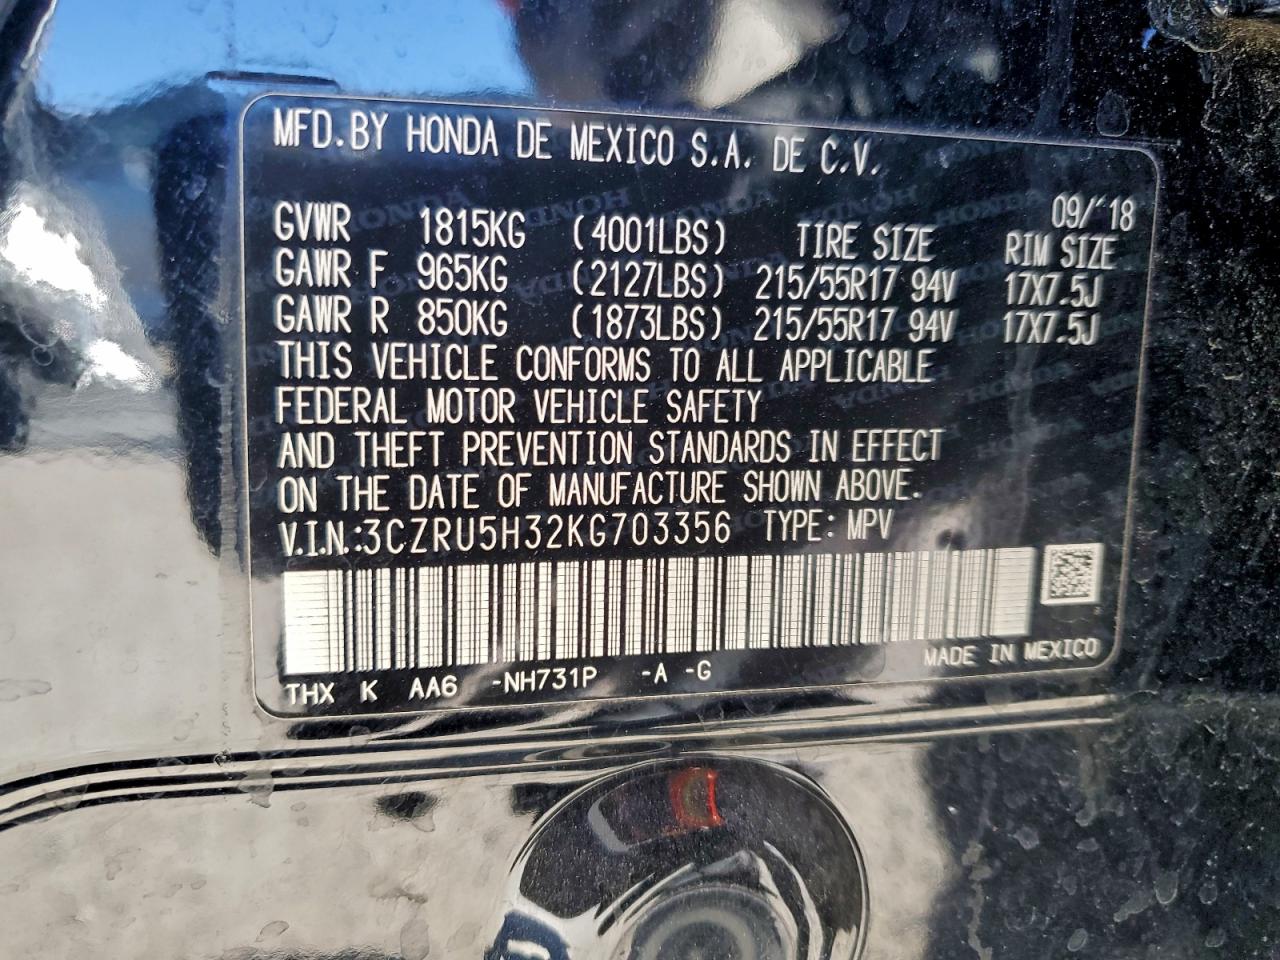 MFD.BY HONDA DE MEXICO S.A. DE C.V.
09/'18
GVWR 1815KG (4001LBS) TIRE SIZE RIM SIZE
GAWR F 965KG (2127LBS) 215/55R17 94V 17X7.5J
GAWR R 850KG (1873LBS) 215/55R17 94V 17X7.5J
THIS VEHICLE CONFORMS TO ALL APPLICABLE
FEDERAL MOTOR VEHICLE SAFETY
AND THEFT PREVENTION STANDARDS IN EFFECT
ON THE DATE OF MANUFACTURE SHOWN ABOVE.
V.I.N.:3CZRU5H32KG703356 TYPE: MPV
THX K AA6 -NH731P -A -G MADE IN MEXICO